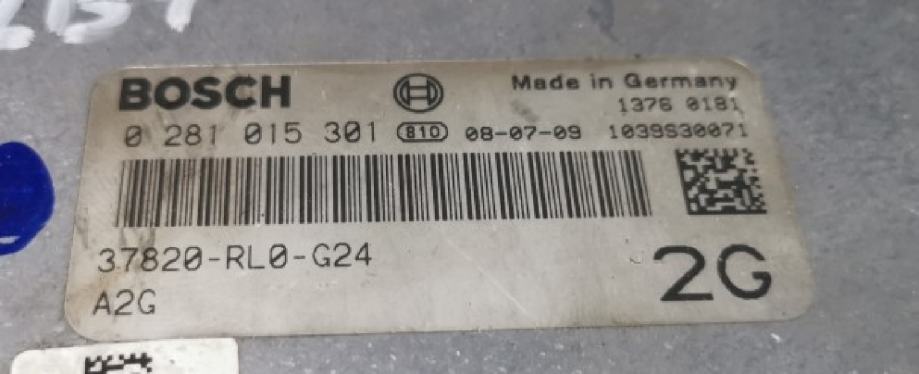 BOSCH
Made in Germany
1376 0181
0 281 015 301 810 08-07-09 1039S30071
37820-RL0-G24
A2G
2G